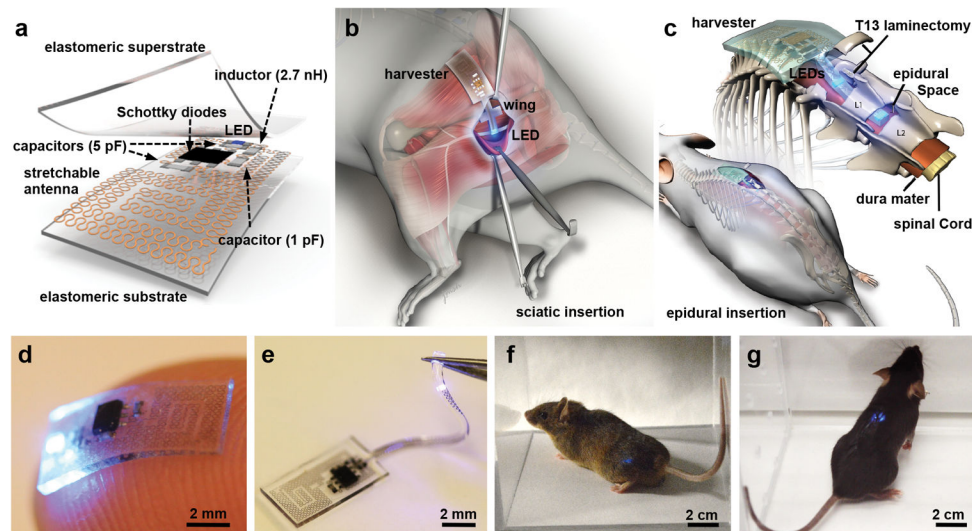 a
elastomeric superstrate
inductor (2.7 nH)
Schottky diodes
LED
capacitors (5 pF)
stretchable
antenna
capacitor (1 pF)
elastomeric substrate
b
harvester
wing
LED
sciatic insertion
c
harvester
T13 laminectomy
LEDs
epidural
Space
L1
L2
dura mater
spinal Cord
epidural insertion
d
2 mm
e
2 mm
f
2 cm
g
2 cm